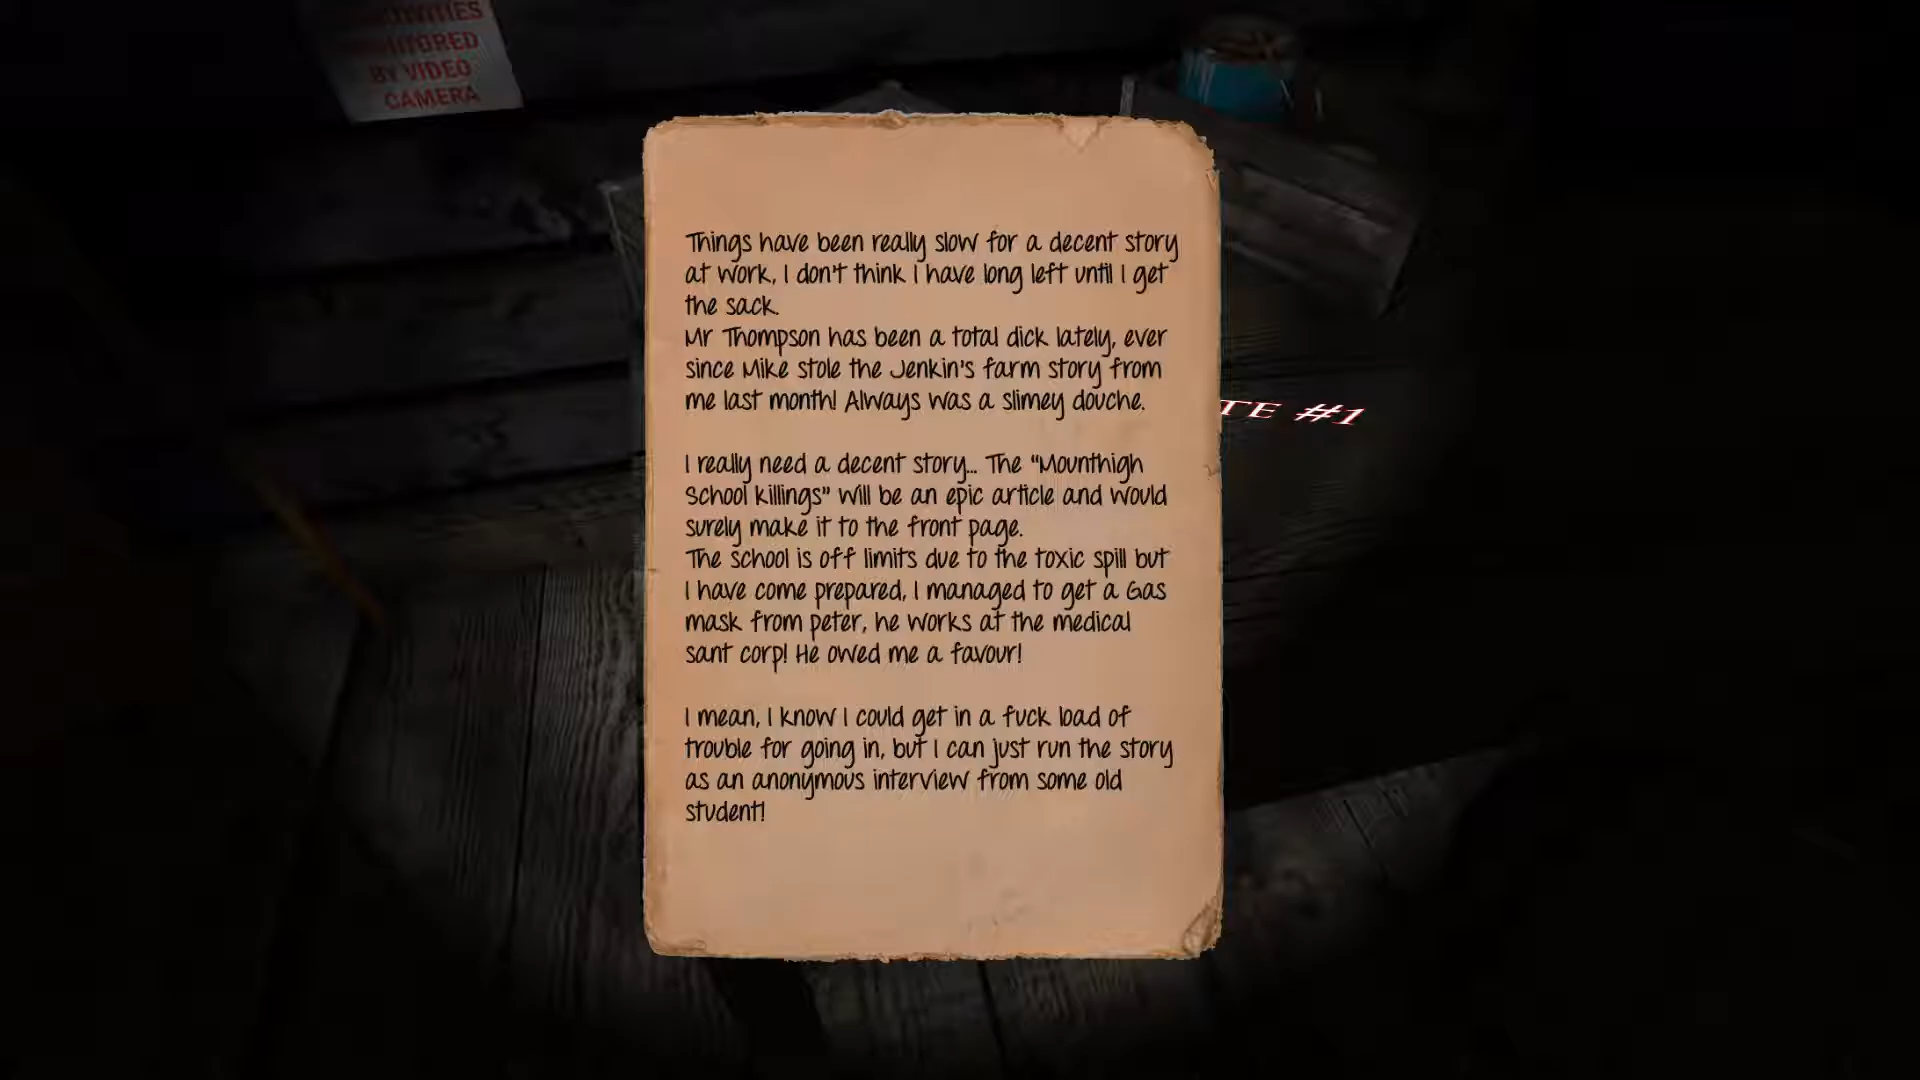 BY VIDEO
CAMERA
Things have been really slow for a decent story
at work, I don't think I have long left until I get
the sack.
Mr Thompson has been a total dick lately, ever
since Mike stole the Jenkin's farm story from
me last month! Always was a slimey douche.
I really need a decent story... The "Mounthigh
School killings" will be an epic article and would
surely make it to the front page.
The school is off limits due to the toxic spill but
I have come prepared, I managed to get a Gas
mask from peter, he works at the medical
sant corp! He owed me a favour!
I mean, I know I could get in a fuck load of
trouble for going in, but I can just run the story
as an anonymous interview from some old
student!
TE #1